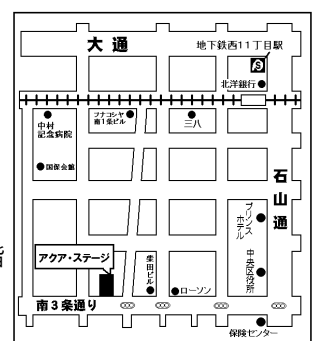 大通
地下鉄西11丁目駅
S
北洋銀行
中村
記念病院
フナコシヤ
南1条ビル
三八
国保会館
石山通
プリンス
ホテル
アクア・ステージ
柴田ビル
中央区役所
ローソン
南3条通り
保険センター